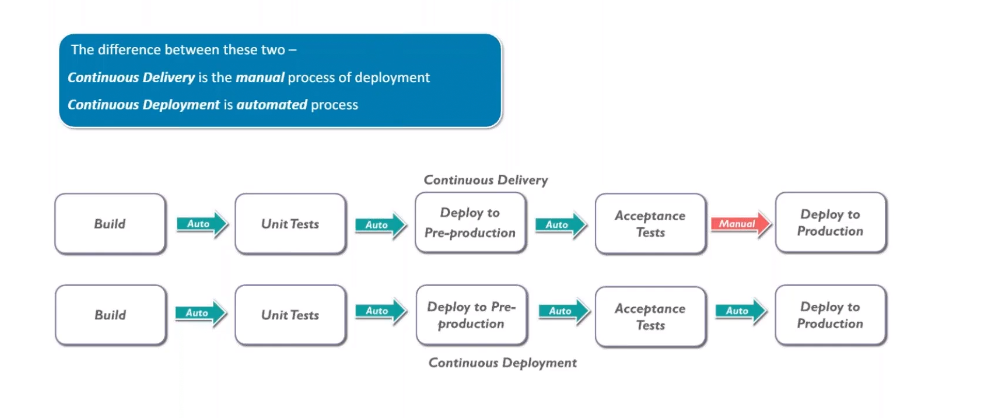 The difference between these two –
Continuous Delivery is the manual process of deployment
Continuous Deployment is automated process
Continuous Delivery
Build
Auto
Unit Tests
Auto
Deploy to
Pre-production
Auto
Acceptance
Tests
Manual
Deploy to
Production
Build
Auto
Unit Tests
Auto
Deploy to Pre-
production
Auto
Acceptance
Tests
Auto
Deploy to
Production
Continuous Deployment